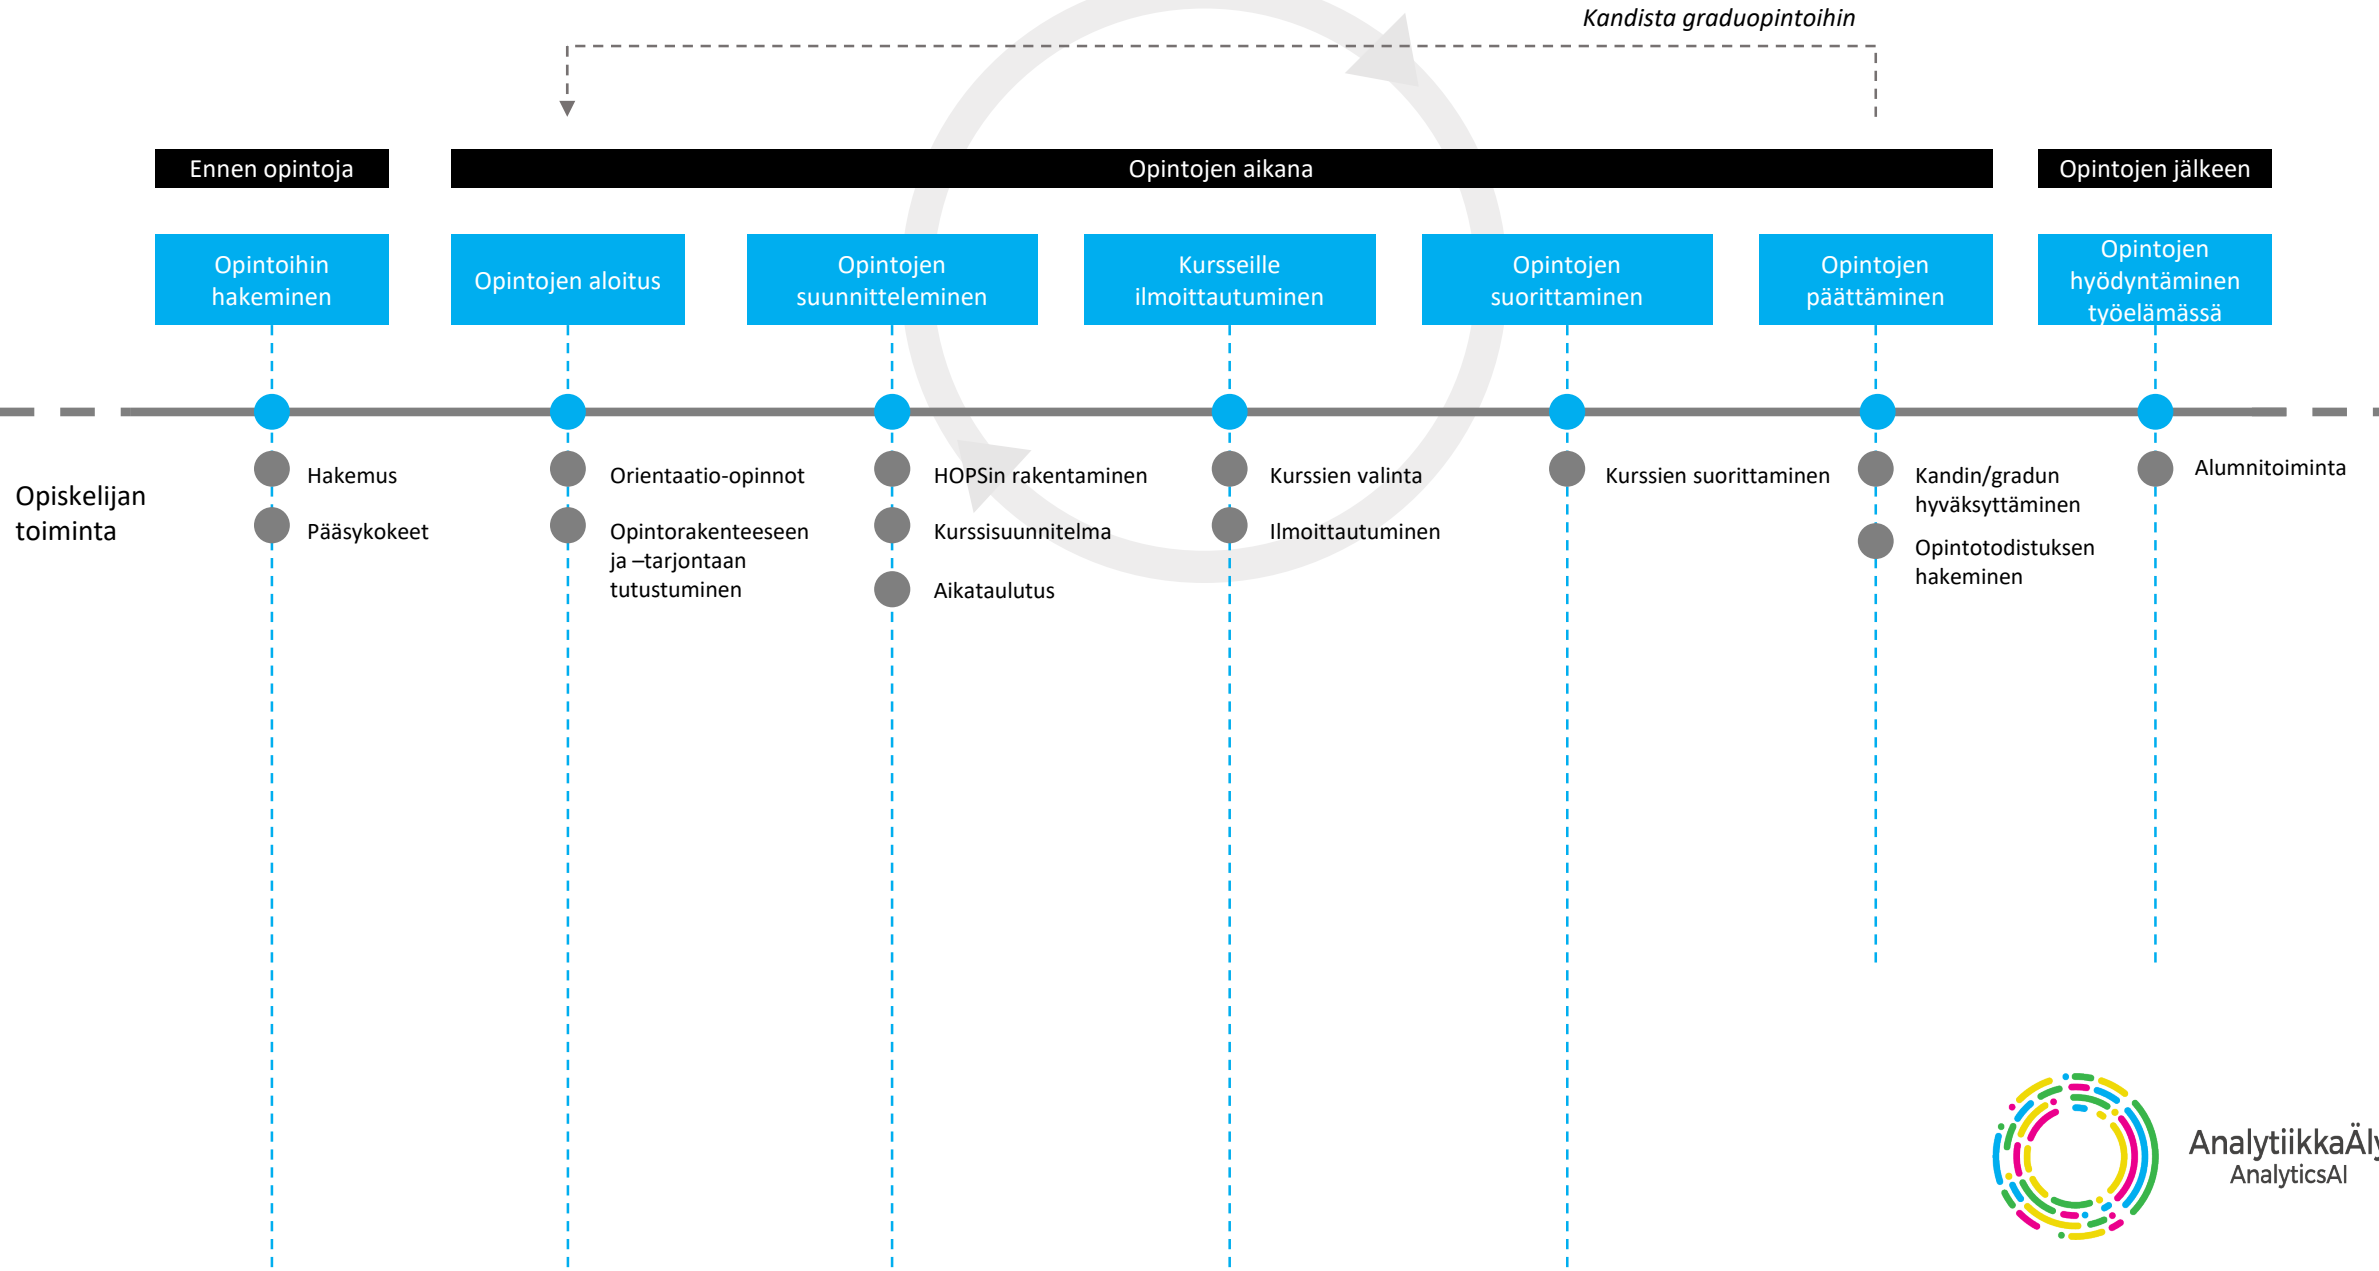 Kandista graduopintoihin
Ennen opintoja
Opintojen aikana
Opintojen jälkeen
Opintoihin
hakeminen
Opintojen aloitus
Opintojen
suunnitteleminen
Kursseille
ilmoittautuminen
Opintojen
suorittaminen
Opintojen
päättäminen
Opintojen
hyödyntäminen
työelämässä
Opiskelijan
toiminta
Hakemus
Pääsykokeet
Orientaatio-opinnot
Opintorakenteeseen
ja –tarjontaan
tutustuminen
HOPSin rakentaminen
Kurssisuunnitelma
Aikataulutus
Kurssien valinta
Ilmoittautuminen
Kurssien suorittaminen
Kandin/gradun
hyväksyttäminen
Opintotodistuksen
hakeminen
Alumnitoiminta
AnalytiikkaÄly
AnalyticsAI